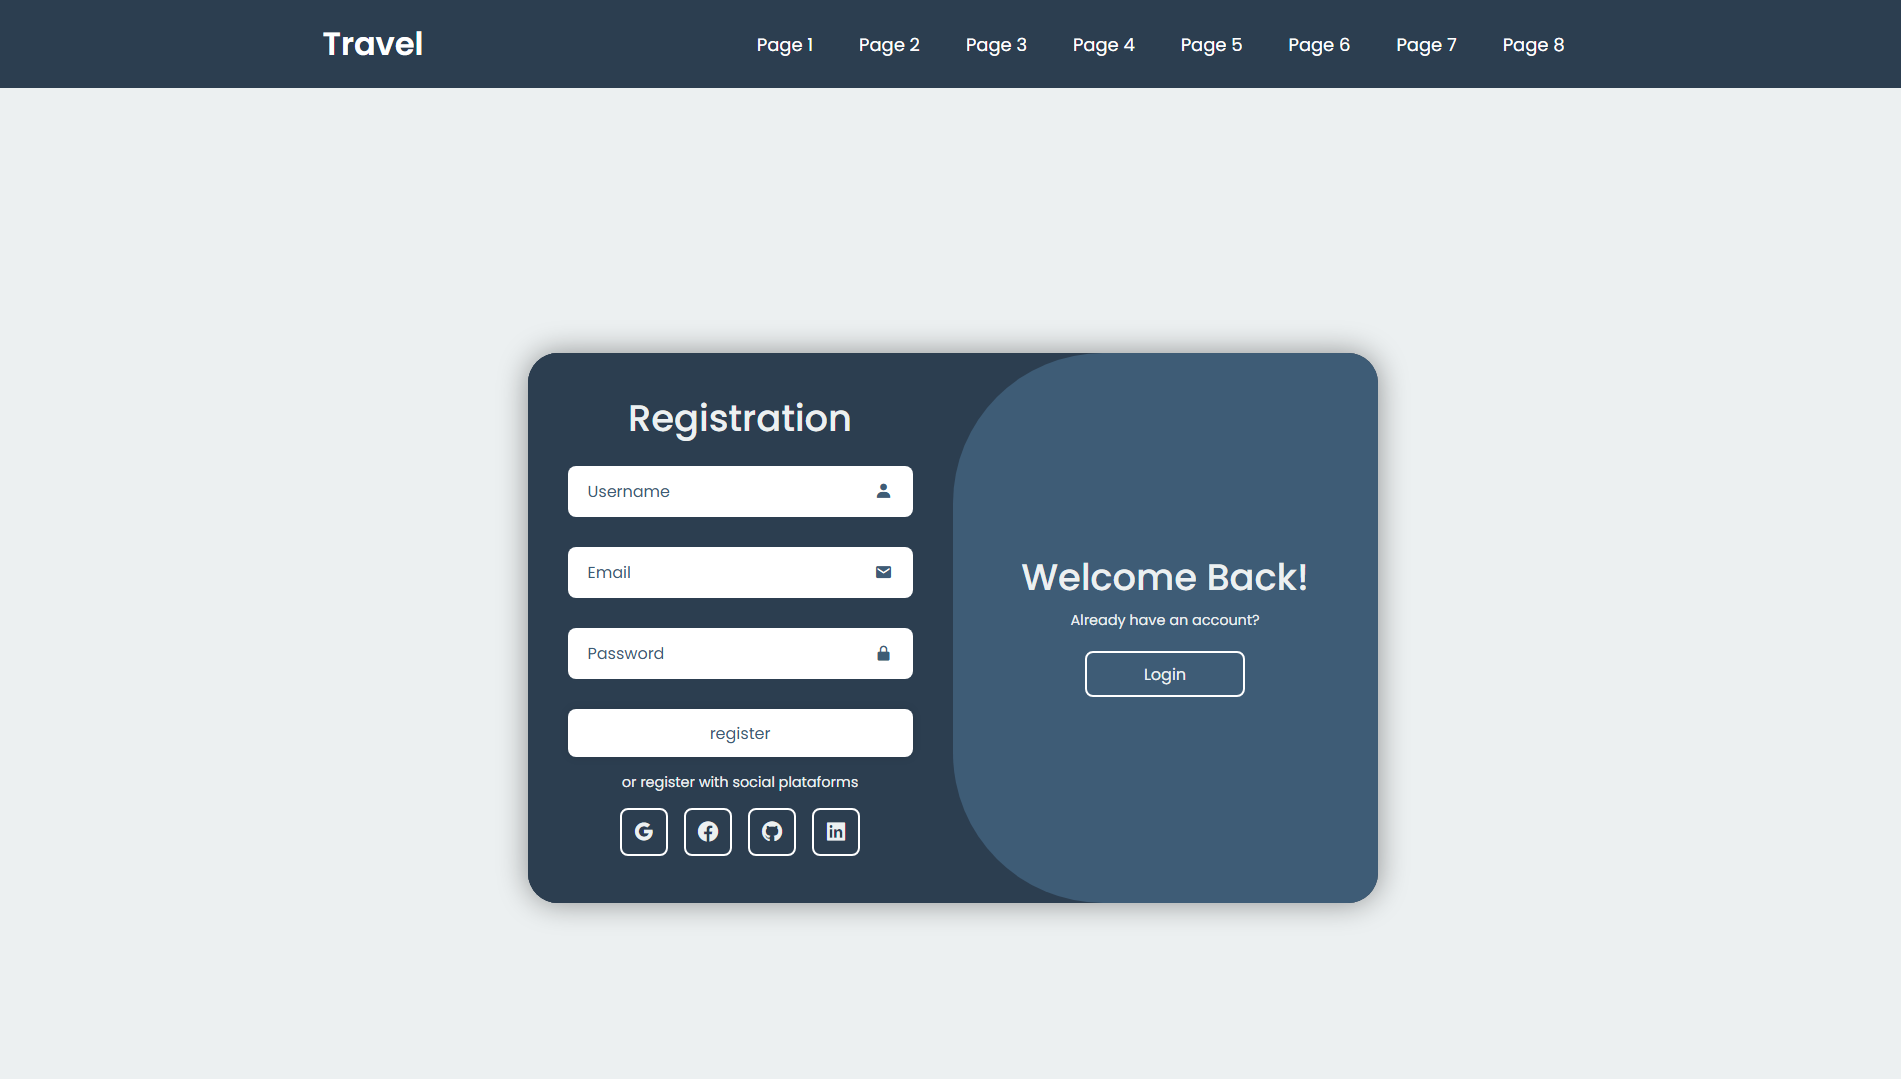 Travel
Page 1 Page 2 Page 3 Page 4 Page 5 Page 6 Page 7 Page 8
Registration
Username
Email
Password
register
or register with social plataforms
Welcome Back!
Already have an account?
Login